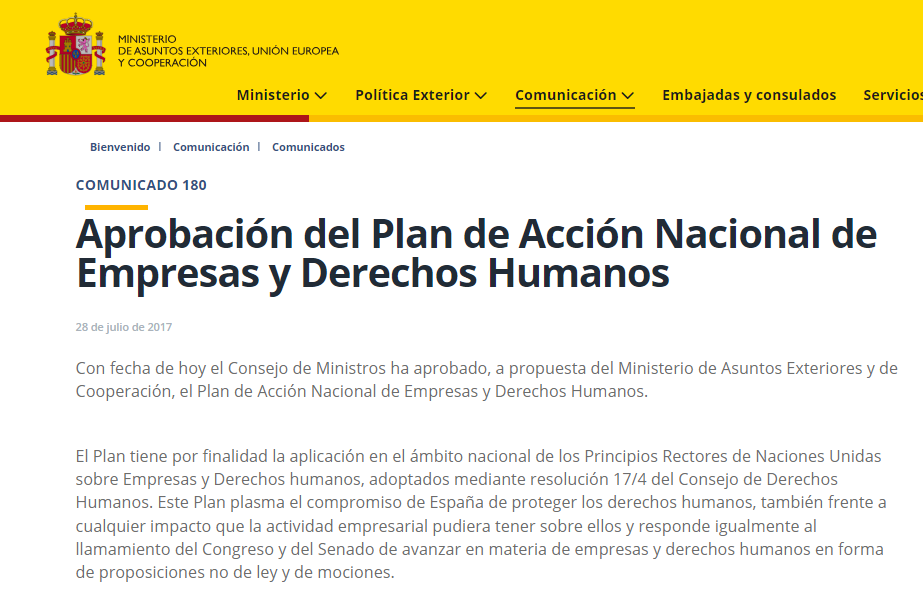 MINISTERIO
DE ASUNTOS EXTERIORES, UNIÓN EUROPEA
Y COOPERACIÓN
Ministerio Política Exterior Comunicación Embajadas y consulados Servicios
Bienvenido | Comunicación | Comunicados
COMUNICADO 180
Aprobación del Plan de Acción Nacional de
Empresas y Derechos Humanos
28 de julio de 2017
Con fecha de hoy el Consejo de Ministros ha aprobado, a propuesta del Ministerio de Asuntos Exteriores y de
Cooperación, el Plan de Acción Nacional de Empresas y Derechos Humanos.
El Plan tiene por finalidad la aplicación en el ámbito nacional de los Principios Rectores de Naciones Unidas
sobre Empresas y Derechos humanos, adoptados mediante resolución 17/4 del Consejo de Derechos
Humanos. Este Plan plasma el compromiso de España de proteger los derechos humanos, también frente a
cualquier impacto que la actividad empresarial pudiera tener sobre ellos y responde igualmente al
llamamiento del Congreso y del Senado de avanzar en materia de empresas y derechos humanos en forma
de proposiciones no de ley y de mociones.